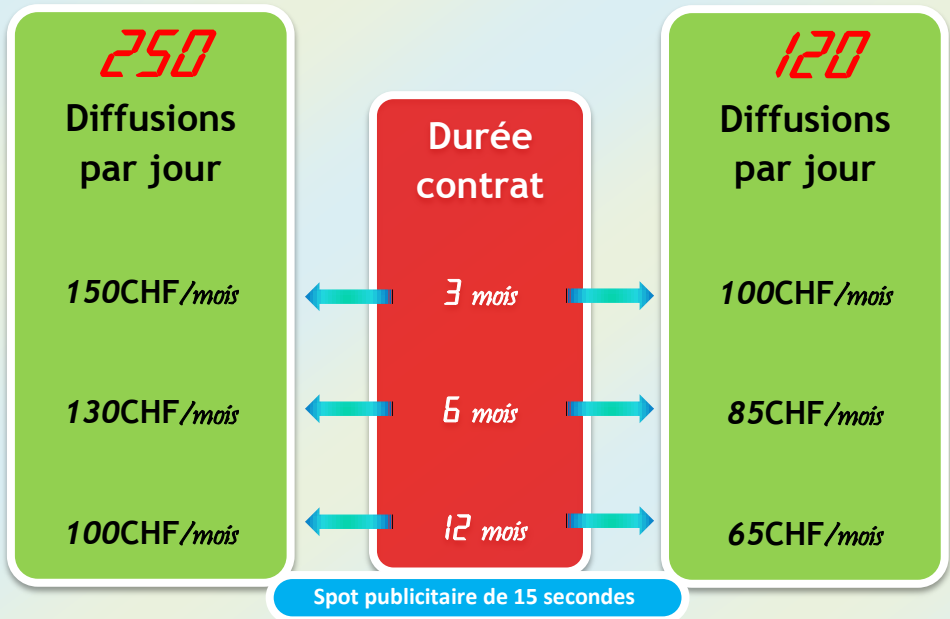 250
Diffusions
par jour
150CHF/mois
130CHF/mois
100CHF/mois
Durée
contrat
3 mois
6 mois
12 mois
120
Diffusions
par jour
100CHF/mois
85CHF/mois
65CHF/mois
Spot publicitaire de 15 secondes